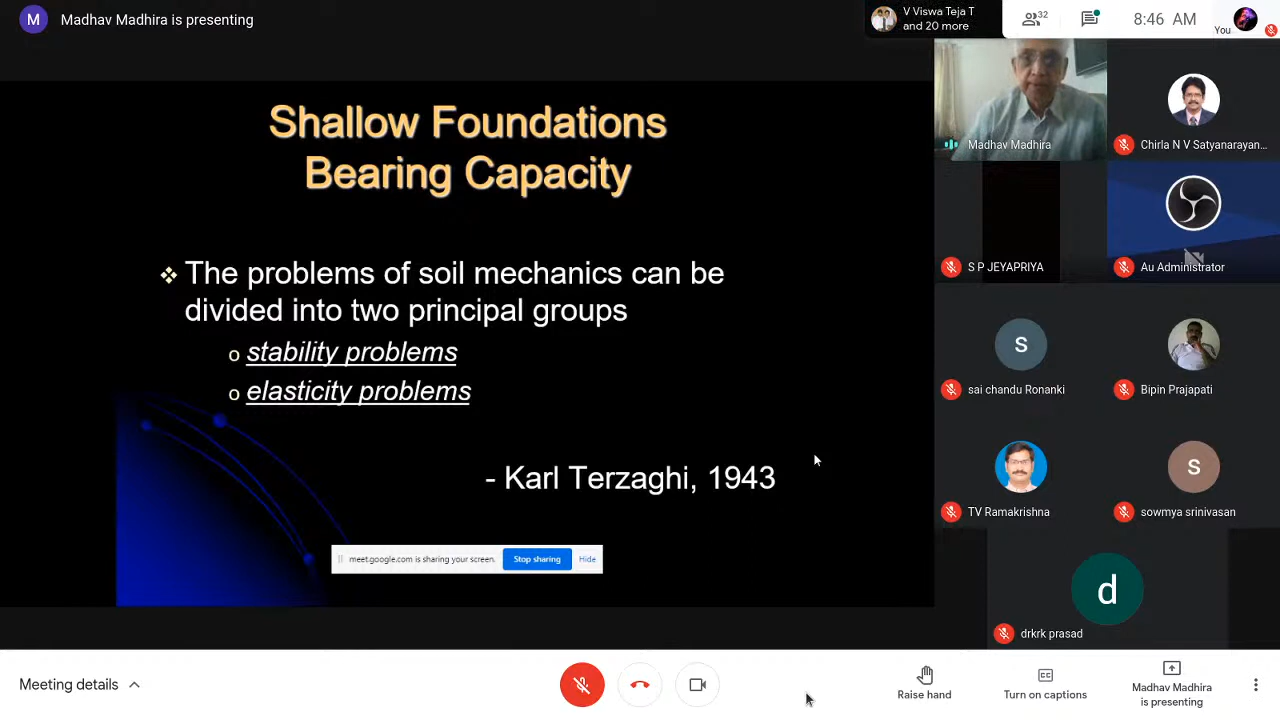 M
Madhav Madhira is presenting
V Viswa Teja T
and 20 more
32
8:46 AM
You
Shallow Foundations
Bearing Capacity
❖ The problems of soil mechanics can be
divided into two principal groups
o stability problems
o elasticity problems
- Karl Terzaghi, 1943
meet.google.com is sharing your screen.
Stop sharing
Hide
Madhav Madhira
Chirla N V Satyanarayan...
S P JEYAPRIYA
Au Administrator
S
sai chandu Ronanki
Bipin Prajapati
TV Ramakrishna
S
sowmya srinivasan
d
drkrk prasad
Meeting details
Raise hand
CC
Turn on captions
Madhav Madhira
is presenting